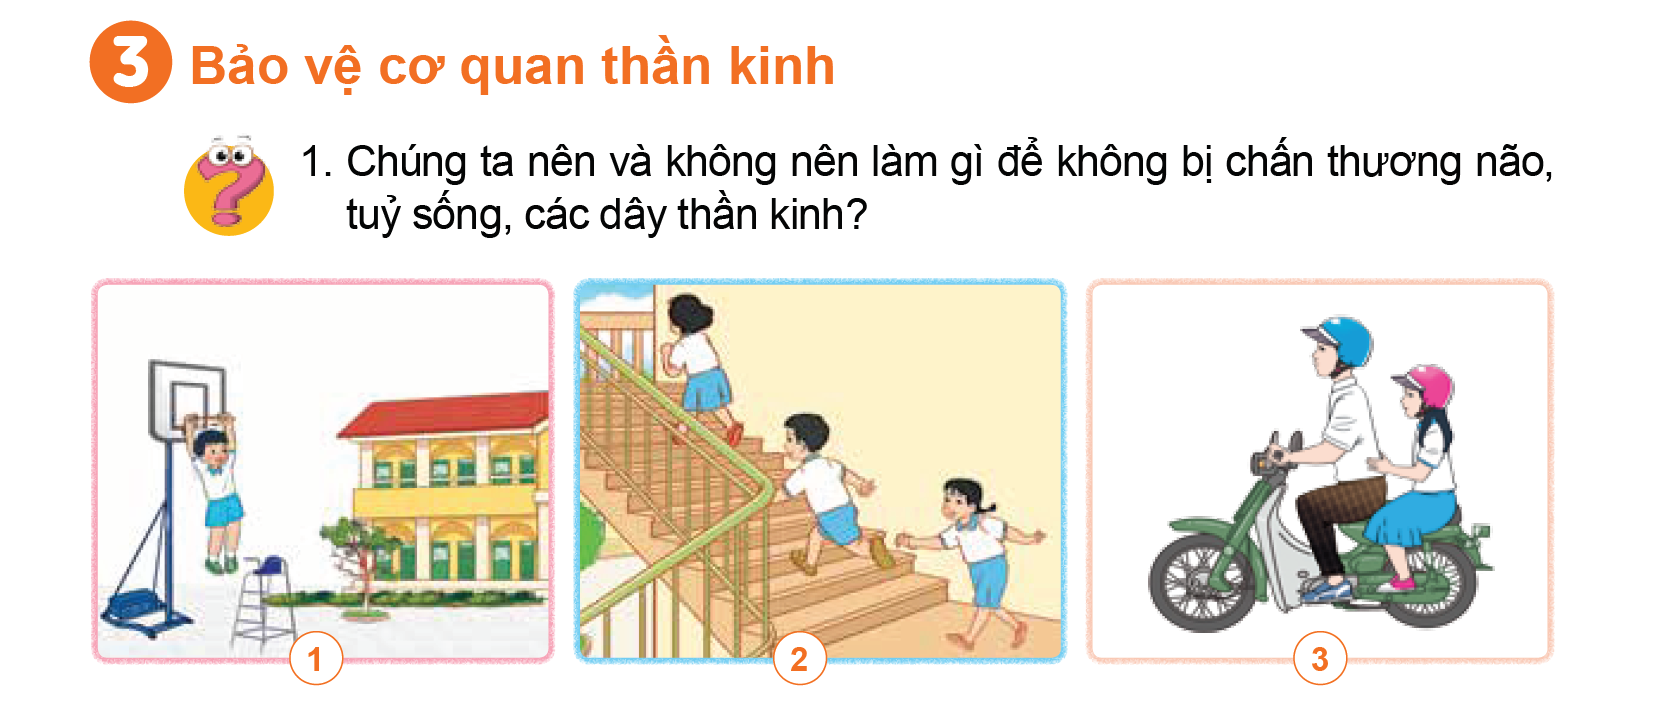 3 Bảo vệ cơ quan thần kinh
1. Chúng ta nên và không nên làm gì để không bị chấn thương não,
tuỷ sống, các dây thần kinh?
1
2
3